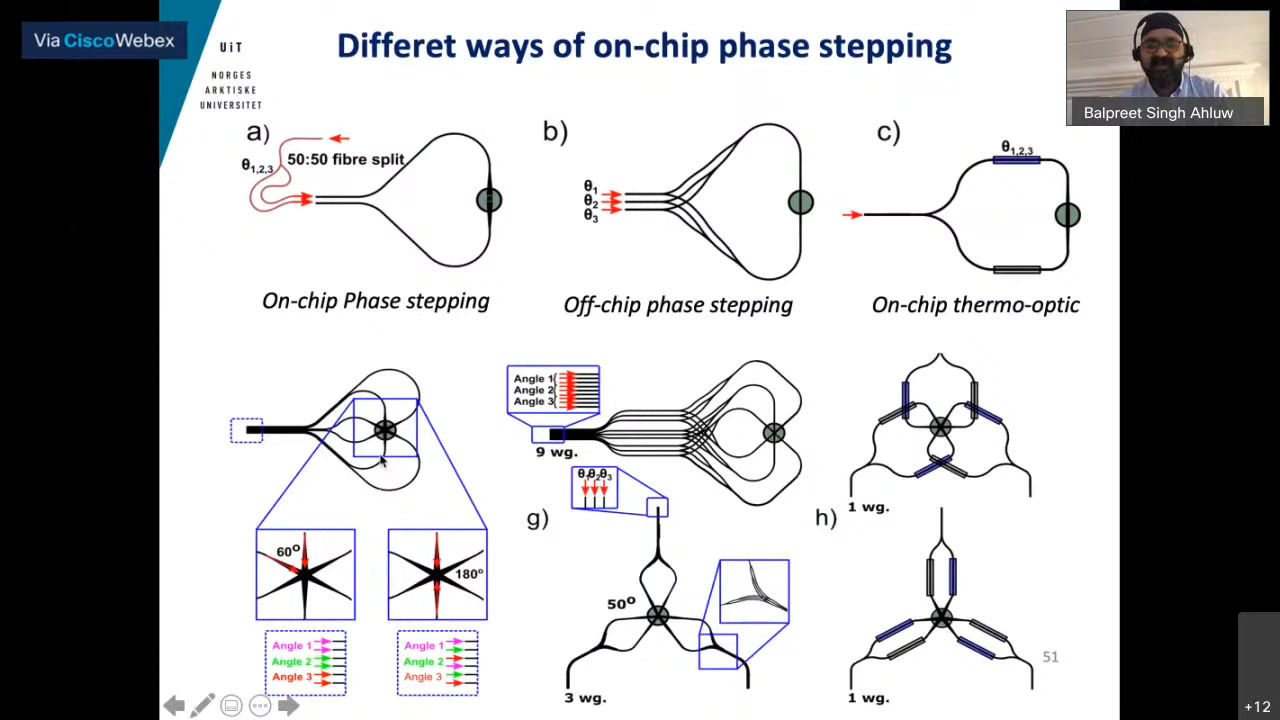 Via Cisco Webex
UiT
NORGES
ARKTISKE
UNIVERSITET
Differet ways of on-chip phase stepping
Balpreet Singh Ahluw
a)
θ1,2,3
50:50 fibre split
b)
θ1
θ2
θ3
c)
θ1,2,3
On-chip Phase stepping
Off-chip phase stepping
On-chip thermo-optic
Angle 1
Angle 2
Angle 3
9 wg.
θ1θ2θ3
1 wg.
g)
h)
60°
180°
50°
Angle 1
Angle 2
Angle 3
Angle 1
Angle 2
Angle 3
3 wg.
1 wg.
51
+12